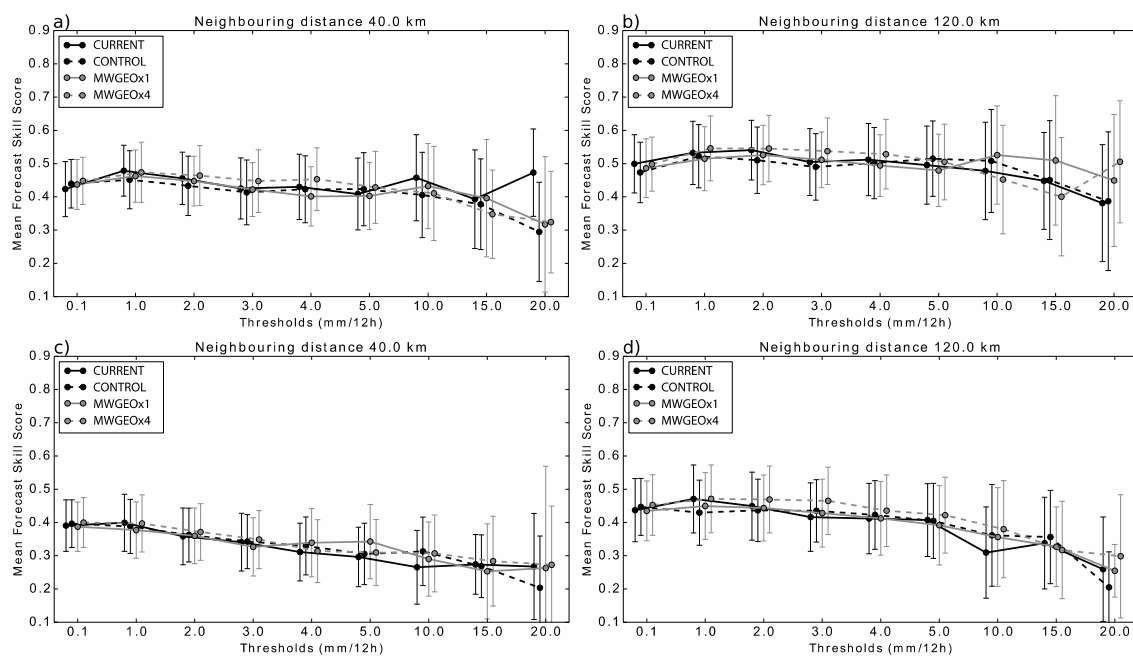 a)
Neighbouring distance 40.0 km
Mean Forecast Skill Score
0.9
0.8
0.7
0.6
0.5
0.4
0.3
0.2
0.1
CURRENT
CONTROL
MWGEOx1
MWGEOx4
0.1 1.0 2.0 3.0 4.0 5.0 10.0 15.0 20.0
Thresholds (mm/12h)
b)
Neighbouring distance 120.0 km
Mean Forecast Skill Score
0.9
0.8
0.7
0.6
0.5
0.4
0.3
0.2
0.1
CURRENT
CONTROL
MWGEOx1
MWGEOx4
0.1 1.0 2.0 3.0 4.0 5.0 10.0 15.0 20.0
Thresholds (mm/12h)
c)
Neighbouring distance 40.0 km
Mean Forecast Skill Score
0.9
0.8
0.7
0.6
0.5
0.4
0.3
0.2
0.1
CURRENT
CONTROL
MWGEOx1
MWGEOx4
0.1 1.0 2.0 3.0 4.0 5.0 10.0 15.0 20.0
Thresholds (mm/12h)
d)
Neighbouring distance 120.0 km
Mean Forecast Skill Score
0.9
0.8
0.7
0.6
0.5
0.4
0.3
0.2
0.1
CURRENT
CONTROL
MWGEOx1
MWGEOx4
0.1 1.0 2.0 3.0 4.0 5.0 10.0 15.0 20.0
Thresholds (mm/12h)